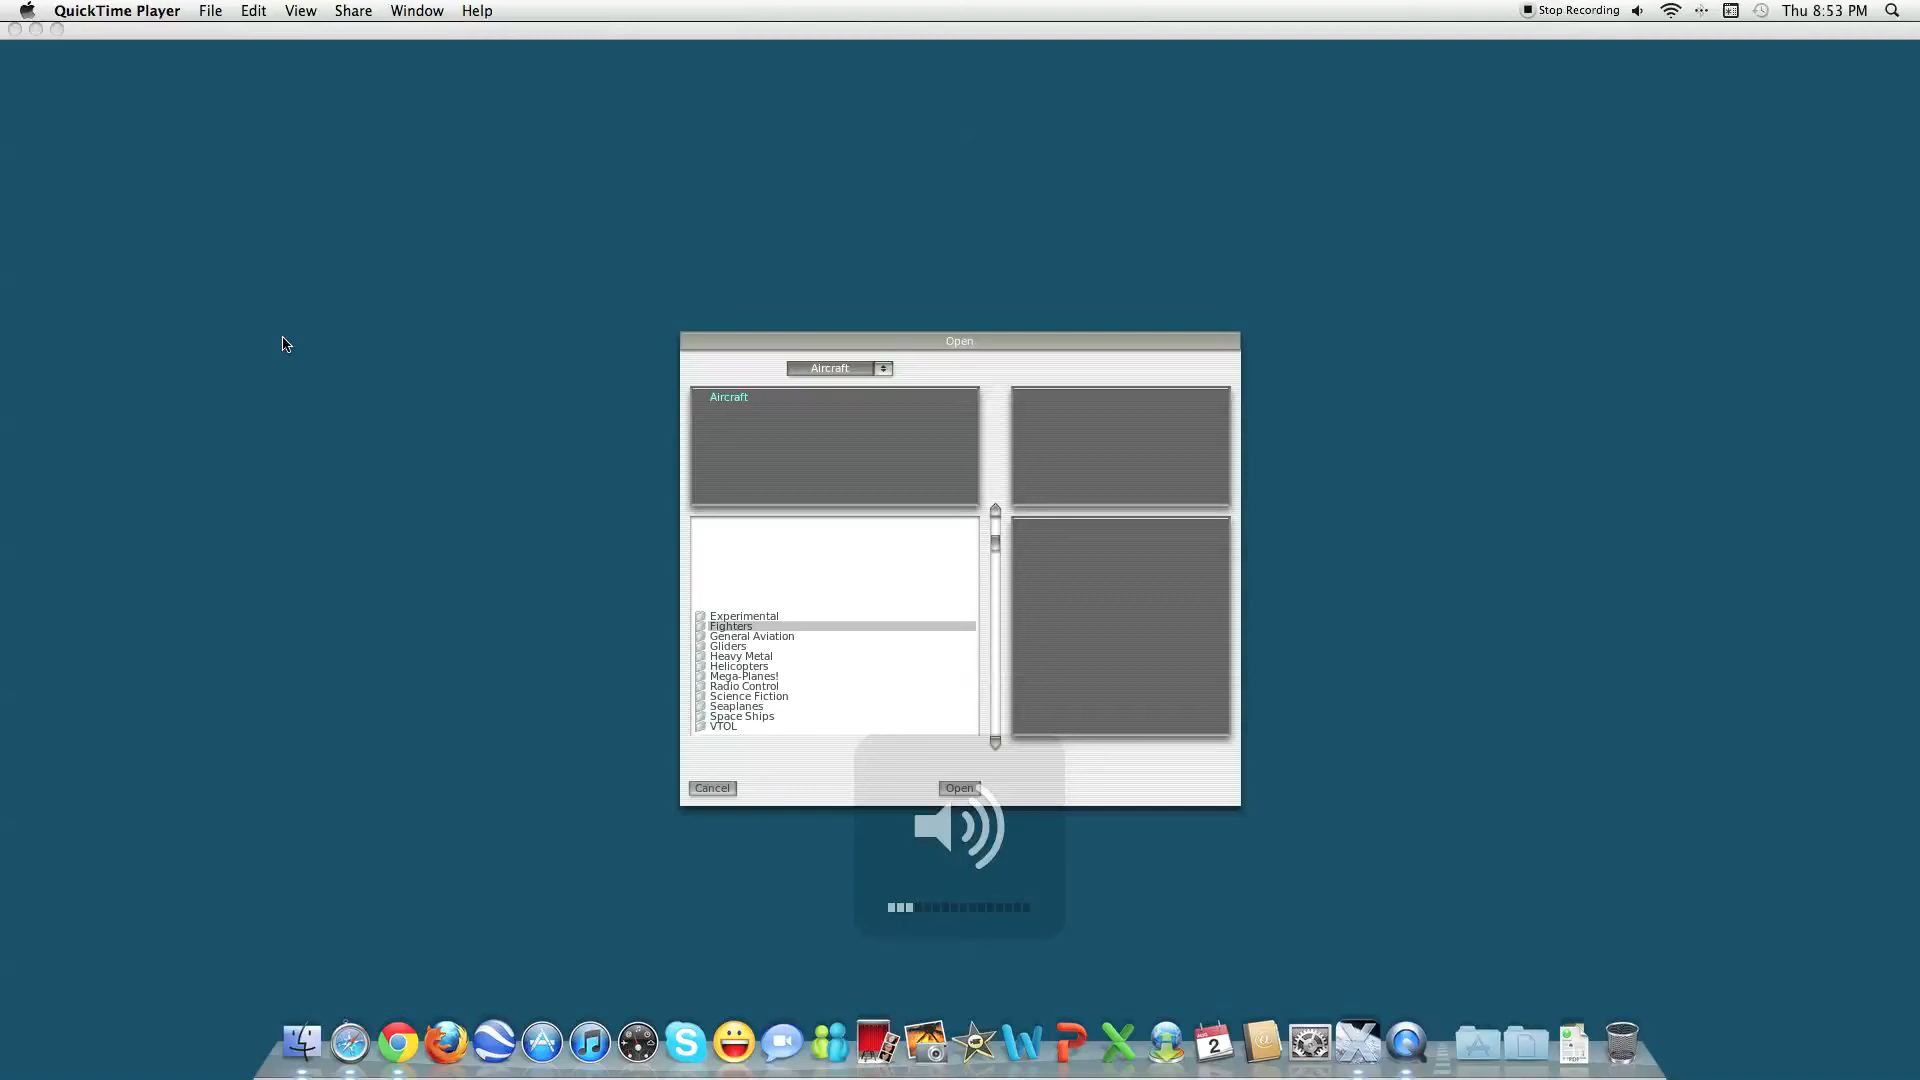 QuickTime Player File Edit View Share Window Help Stop Recording Thu 8:53 PM
Open
Aircraft
Aircraft
Experimental
Fighters
General Aviation
Gliders
Heavy Metal
Helicopters
Mega-Planes!
Radio Control
Science Fiction
Seaplanes
Space Ships
VTOL
Cancel Open
2